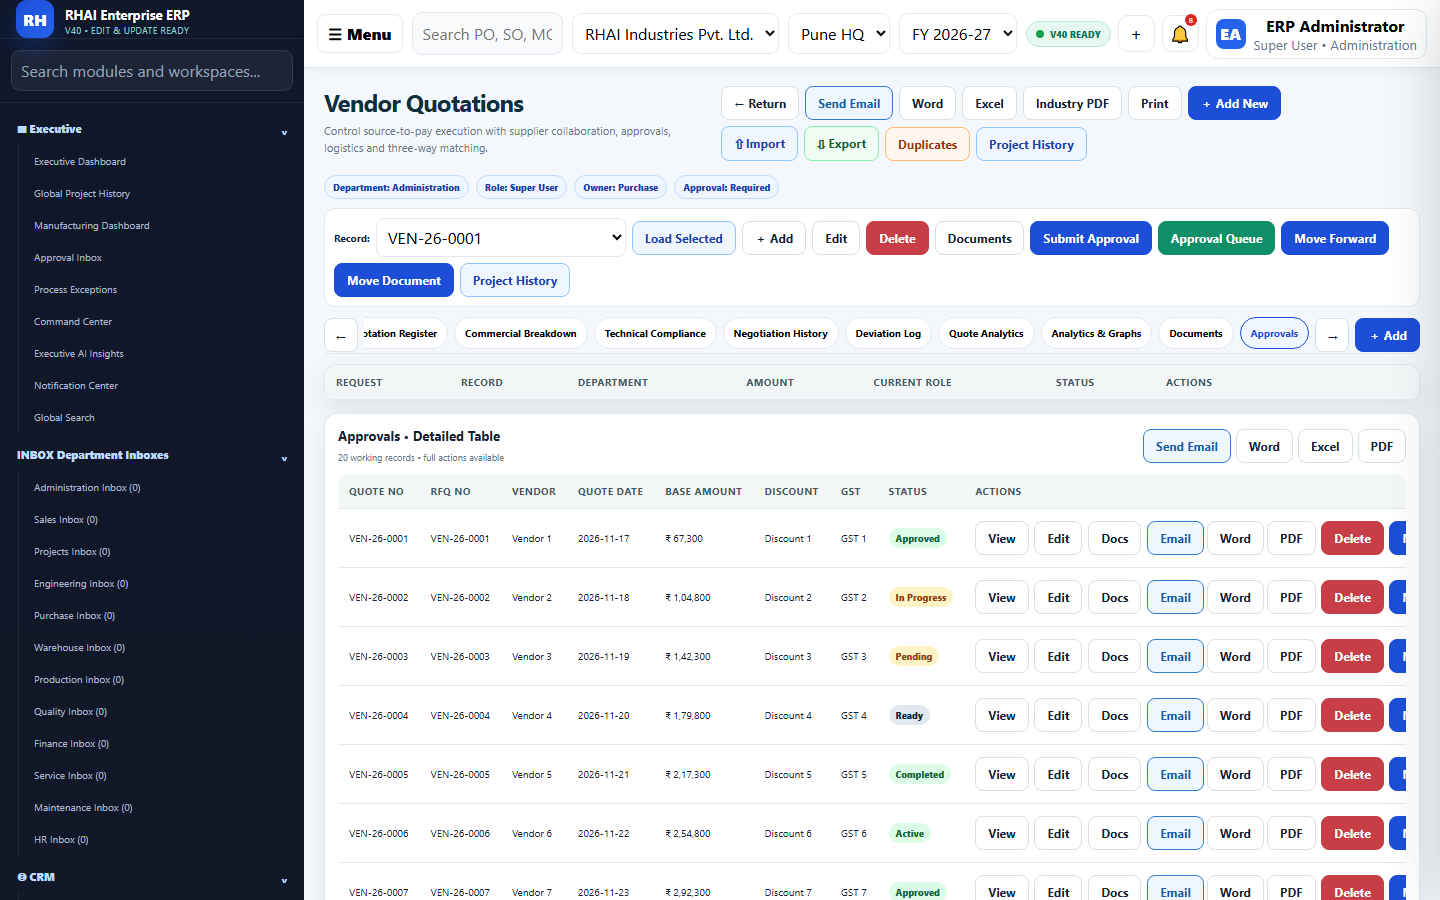 RH
RHAI Enterprise ERP
V40 • EDIT & UPDATE READY
Search modules and workspaces...
Executive
Executive Dashboard
Global Project History
Manufacturing Dashboard
Approval Inbox
Process Exceptions
Command Center
Executive AI Insights
Notification Center
Global Search
INBOX Department Inboxes
Administration Inbox (0)
Sales Inbox (0)
Projects Inbox (0)
Engineering Inbox (0)
Purchase Inbox (0)
Warehouse Inbox (0)
Production Inbox (0)
Quality Inbox (0)
Finance Inbox (0)
Service Inbox (0)
Maintenance Inbox (0)
HR Inbox (0)
CRM
☰ Menu
Search PO, SO, MO
RHAI Industries Pvt. Ltd.
Pune HQ
FY 2026-27
V40 READY
+
8
EA
ERP Administrator
Super User • Administration
Vendor Quotations
Control source-to-pay execution with supplier collaboration, approvals,
logistics and three-way matching.
← Return
Send Email
Word
Excel
Industry PDF
Print
+ Add New
⇧ Import
⇩ Export
Duplicates
Project History
Department: Administration
Role: Super User
Owner: Purchase
Approval: Required
Record:
VEN-26-0001
Load Selected
+ Add
Edit
Delete
Documents
Submit Approval
Approval Queue
Move Forward
Move Document
Project History
←
otation Register
Commercial Breakdown
Technical Compliance
Negotiation History
Deviation Log
Quote Analytics
Analytics & Graphs
Documents
Approvals
→
+ Add
REQUEST RECORD DEPARTMENT AMOUNT CURRENT ROLE STATUS ACTIONS
Approvals • Detailed Table
20 working records • full actions available
Send Email
Word
Excel
PDF
QUOTE NO RFQ NO VENDOR QUOTE DATE BASE AMOUNT DISCOUNT GST STATUS ACTIONS
VEN-26-0001 VEN-26-0001 Vendor 1 2026-11-17 ₹ 67,300 Discount 1 GST 1 Approved View Edit Docs Email Word PDF Delete
VEN-26-0002 VEN-26-0002 Vendor 2 2026-11-18 ₹ 1,04,800 Discount 2 GST 2 In Progress View Edit Docs Email Word PDF Delete
VEN-26-0003 VEN-26-0003 Vendor 3 2026-11-19 ₹ 1,42,300 Discount 3 GST 3 Pending View Edit Docs Email Word PDF Delete
VEN-26-0004 VEN-26-0004 Vendor 4 2026-11-20 ₹ 1,79,800 Discount 4 GST 4 Ready View Edit Docs Email Word PDF Delete
VEN-26-0005 VEN-26-0005 Vendor 5 2026-11-21 ₹ 2,17,300 Discount 5 GST 5 Completed View Edit Docs Email Word PDF Delete
VEN-26-0006 VEN-26-0006 Vendor 6 2026-11-22 ₹ 2,54,800 Discount 6 GST 6 Active View Edit Docs Email Word PDF Delete
VEN-26-0007 VEN-26-0007 Vendor 7 2026-11-23 ₹ 2,92,300 Discount 7 GST 7 Approved View Edit Docs Email Word PDF Delete